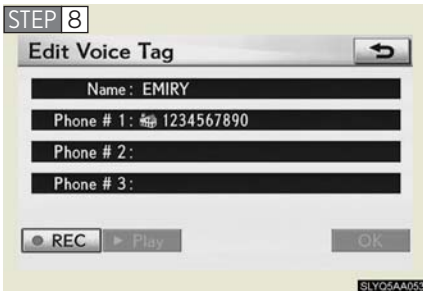 STEP 8
Edit Voice Tag
Name: EMIRY
Phone # 1: 1234567890
Phone # 2:
Phone # 3:
REC Play OK
SLYQ5AA053